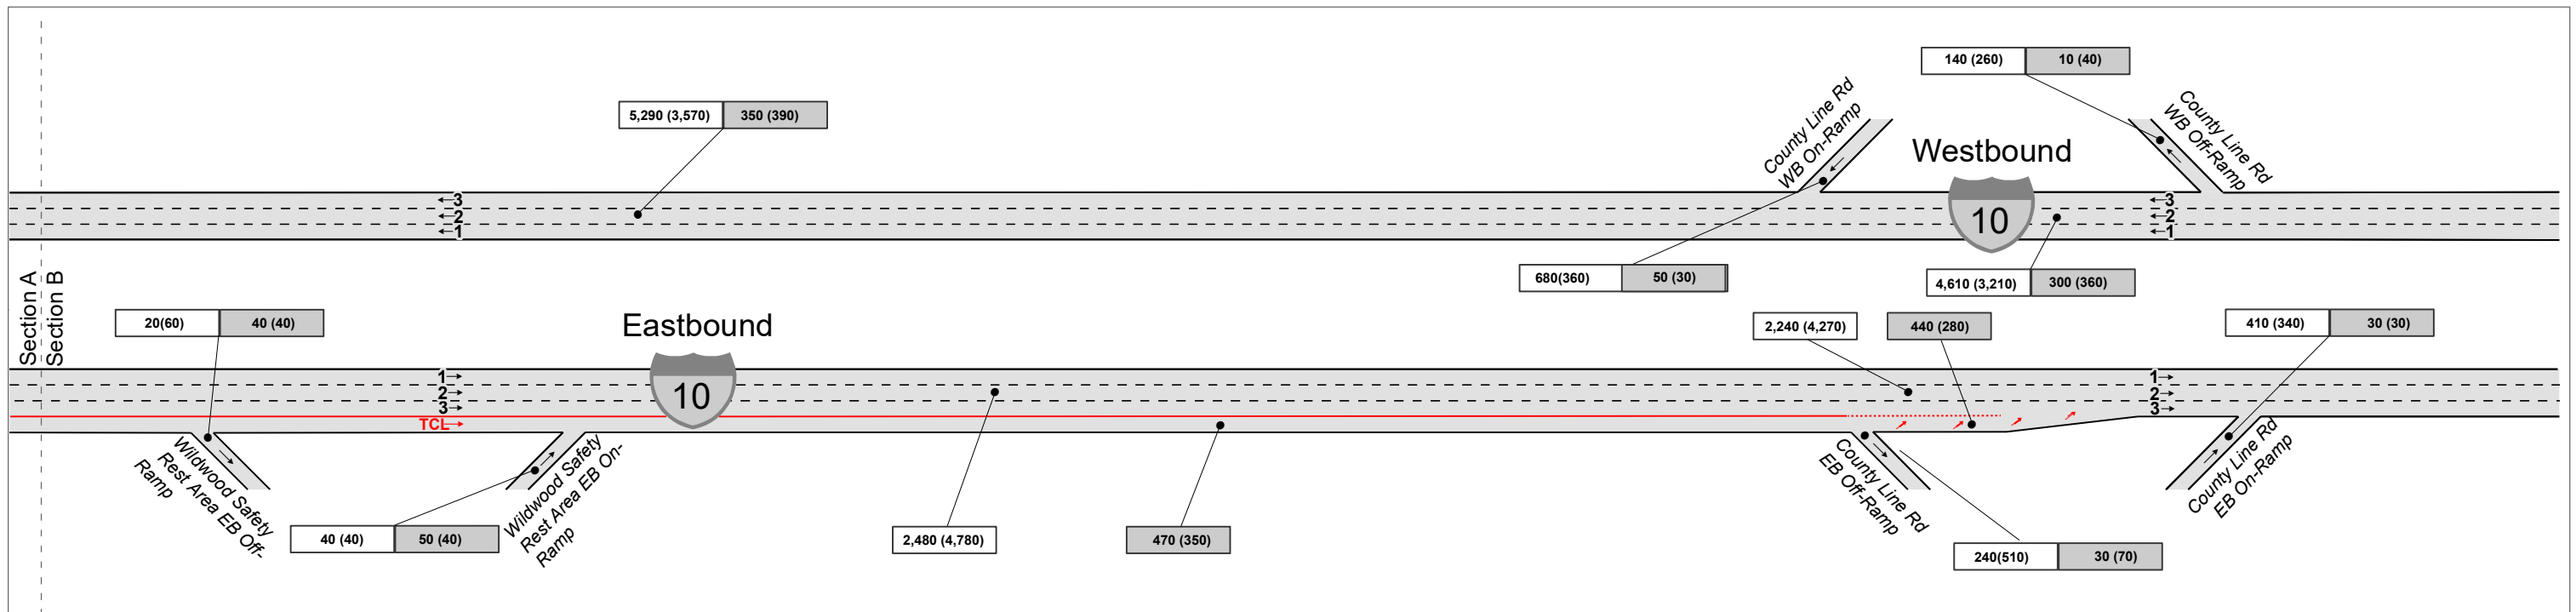 140 (260) 10 (40)
5,290 (3,570) 350 (390)
County Line Rd
WB On-Ramp
Westbound
County Line Rd
WB Off-Ramp
3
2
1
10
3
2
1
680(360) 50 (30)
4,610 (3,210) 300 (360)
Section A
Section B
20(60) 40 (40)
Eastbound
2,240 (4,270) 440 (280)
410 (340) 30 (30)
1
2
3
TCL
10
1
2
3
Wildwood Safety
Rest Area EB Off-
Ramp
40 (40) 50 (40)
Wildwood Safety
Rest Area EB On-
Ramp
2,480 (4,780)
470 (350)
County Line Rd
EB Off-Ramp
240(510) 30 (70)
County Line Rd
EB On-Ramp